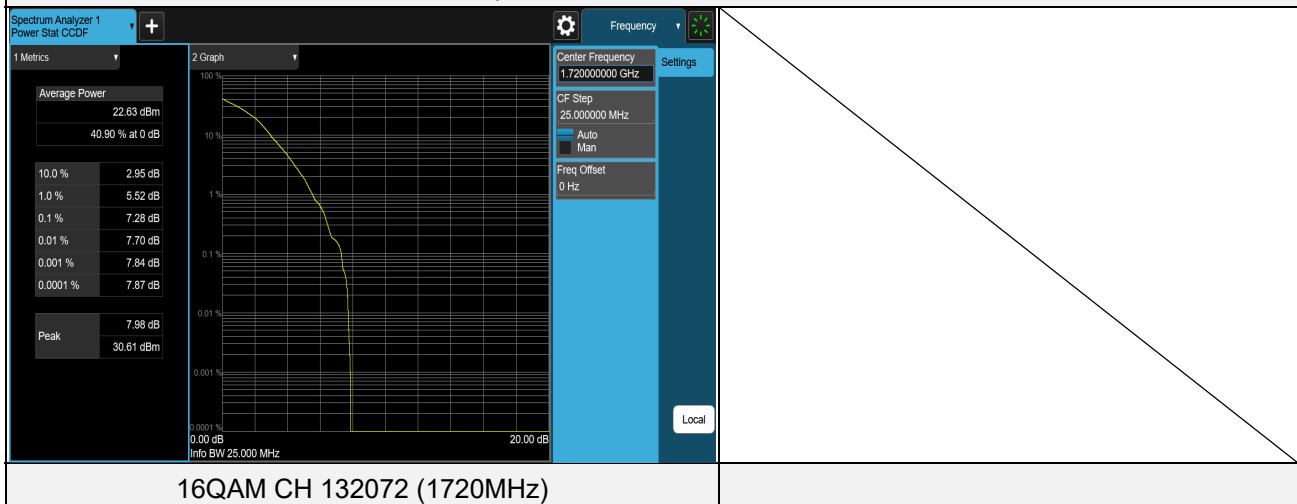 Spectrum Analyzer 1
Power Stat CCDF
+
Frequency
1 Metrics
2 Graph
Center Frequency
1.720000000 GHz
Settings
CF Step
25.000000 MHz
Auto
Man
Freq Offset
0 Hz
Average Power
22.63 dBm
40.90 % at 0 dB
10.0 % 2.95 dB
1.0 % 5.52 dB
0.1 % 7.28 dB
0.01 % 7.70 dB
0.001 % 7.84 dB
0.0001 % 7.87 dB
Peak
7.98 dB
30.61 dBm
100 %
10 %
1 %
0.1 %
0.01 %
0.001 %
0.0001 %
0.00 dB 20.00 dB
Info BW 25.000 MHz
Local
16QAM CH 132072 (1720MHz)